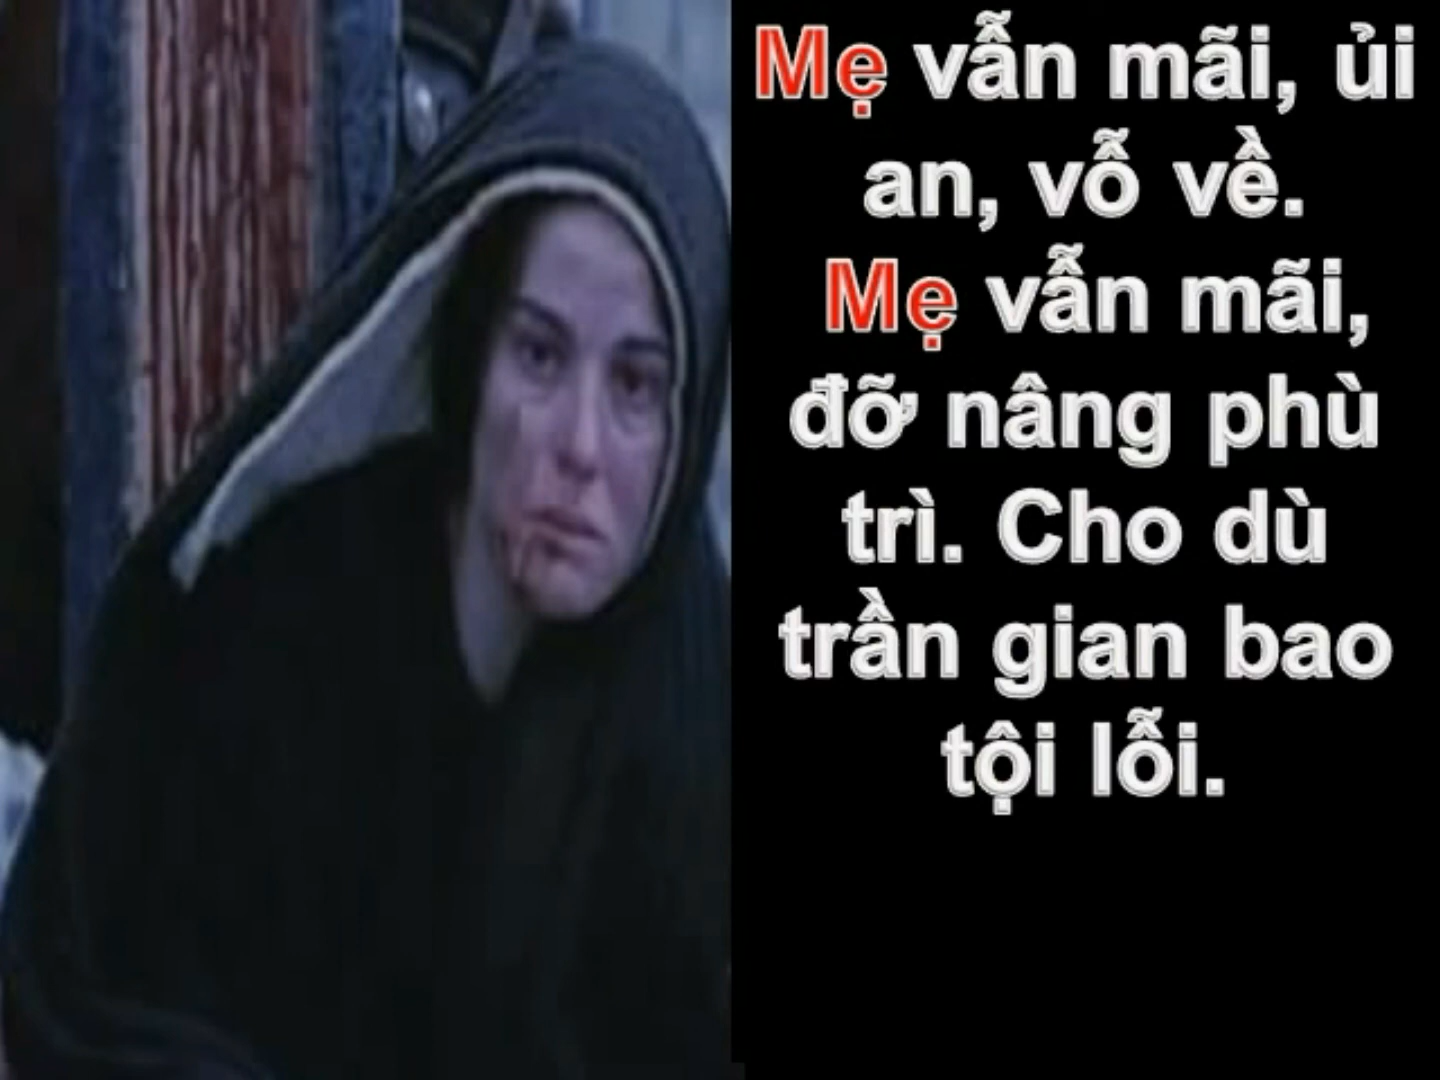 Mẹ vẫn mãi, ủi
an, vỗ về.
Mẹ vẫn mãi,
đỡ nâng phù
trì. Cho dù
trần gian bao
tội lỗi.